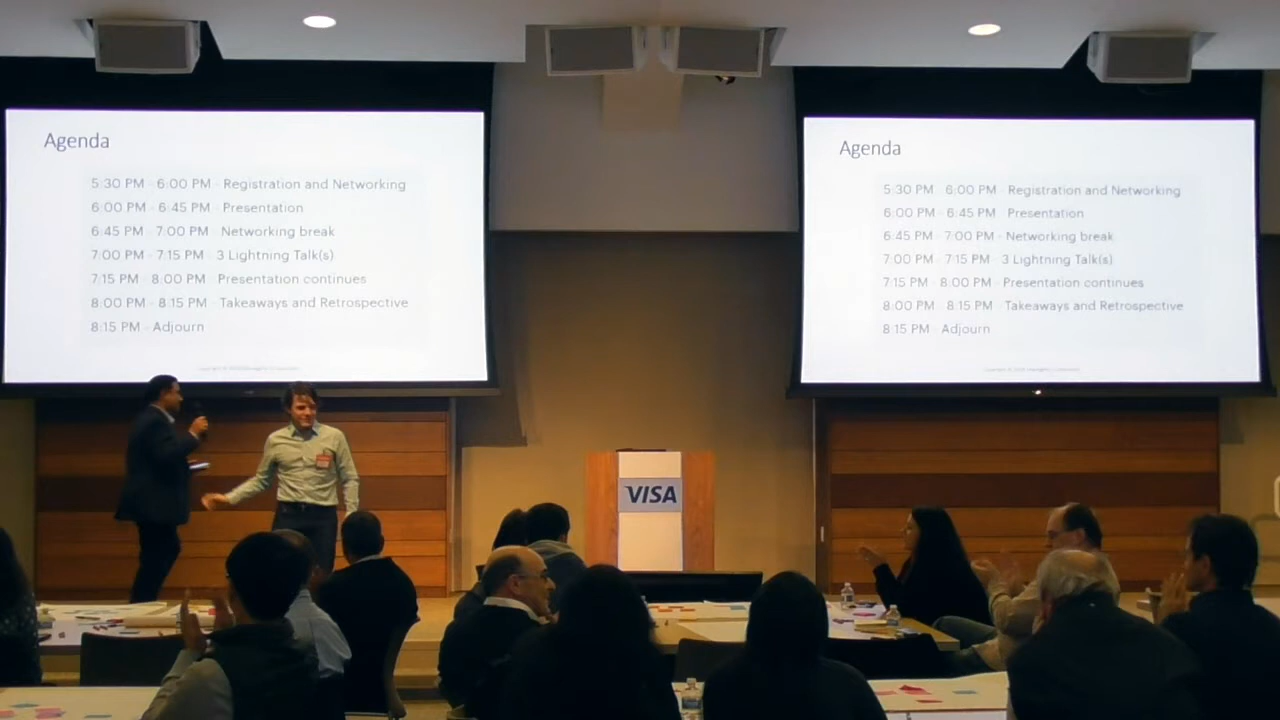 Agenda
5:30 PM - 6:00 PM - Registration and Networking
6:00 PM - 6:45 PM - Presentation
6:45 PM - 7:00 PM - Networking break
7:00 PM - 7:15 PM - 3 Lightning Talk(s)
7:15 PM - 8:00 PM - Presentation continues
8:00 PM - 8:15 PM - Takeaways and Retrospective
8:15 PM - Adjourn
Agenda
5:30 PM - 6:00 PM - Registration and Networking
6:00 PM - 6:45 PM - Presentation
6:45 PM - 7:00 PM - Networking break
7:00 PM - 7:15 PM - 3 Lightning Talk(s)
7:15 PM - 8:00 PM - Presentation continues
8:00 PM - 8:15 PM - Takeaways and Retrospective
8:15 PM - Adjourn
VISA